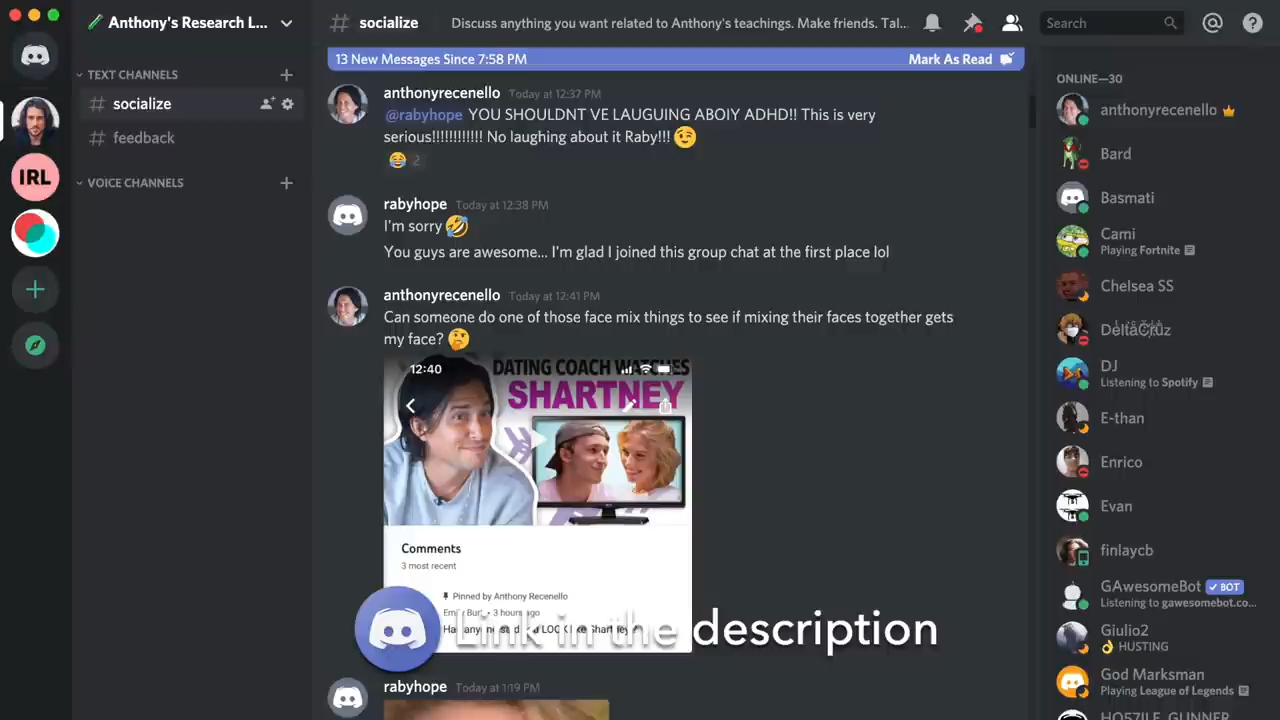 Anthony's Research L...
# socialize
Discuss anything you want related to Anthony's teachings. Make friends. Tal...
Search
13 New Messages Since 7:58 PM
Mark As Read
TEXT CHANNELS
# socialize
# feedback
VOICE CHANNELS
IRL
anthonyrecenello Today at 12:37 PM
@rabyhope YOU SHOULDNT VE LAUGUING ABOIY ADHD!! This is very
serious!!!!!!!!!!!! No laughing about it Raby!!! 😉
😂 2
rabyhope Today at 12:38 PM
I'm sorry 🤣
You guys are awesome... I'm glad I joined this group chat at the first place lol
anthonyrecenello Today at 12:41 PM
Can someone do one of those face mix things to see if mixing their faces together gets
my face? 🤔
12:40
DATING COACH WATCHES
SHARTNEY
Comments
3 most recent
Pinned by Anthony Recenello
3 hours ago
LOOK like Shartney
Link in the description
rabyhope Today at 1:19 PM
ONLINE—30
anthonyrecenello
Bard
Basmati
Cami
Playing Fortnite
Chelsea SS
DeltaCruz
DJ
Listening to Spotify
E-than
Enrico
Evan
finlaycb
GAwesomeBot BOT
Listening to gawesomebot.co...
Giulio2
👌 HUSTING
God Marksman
Playing League of Legends
HO57ILE_GUNNER